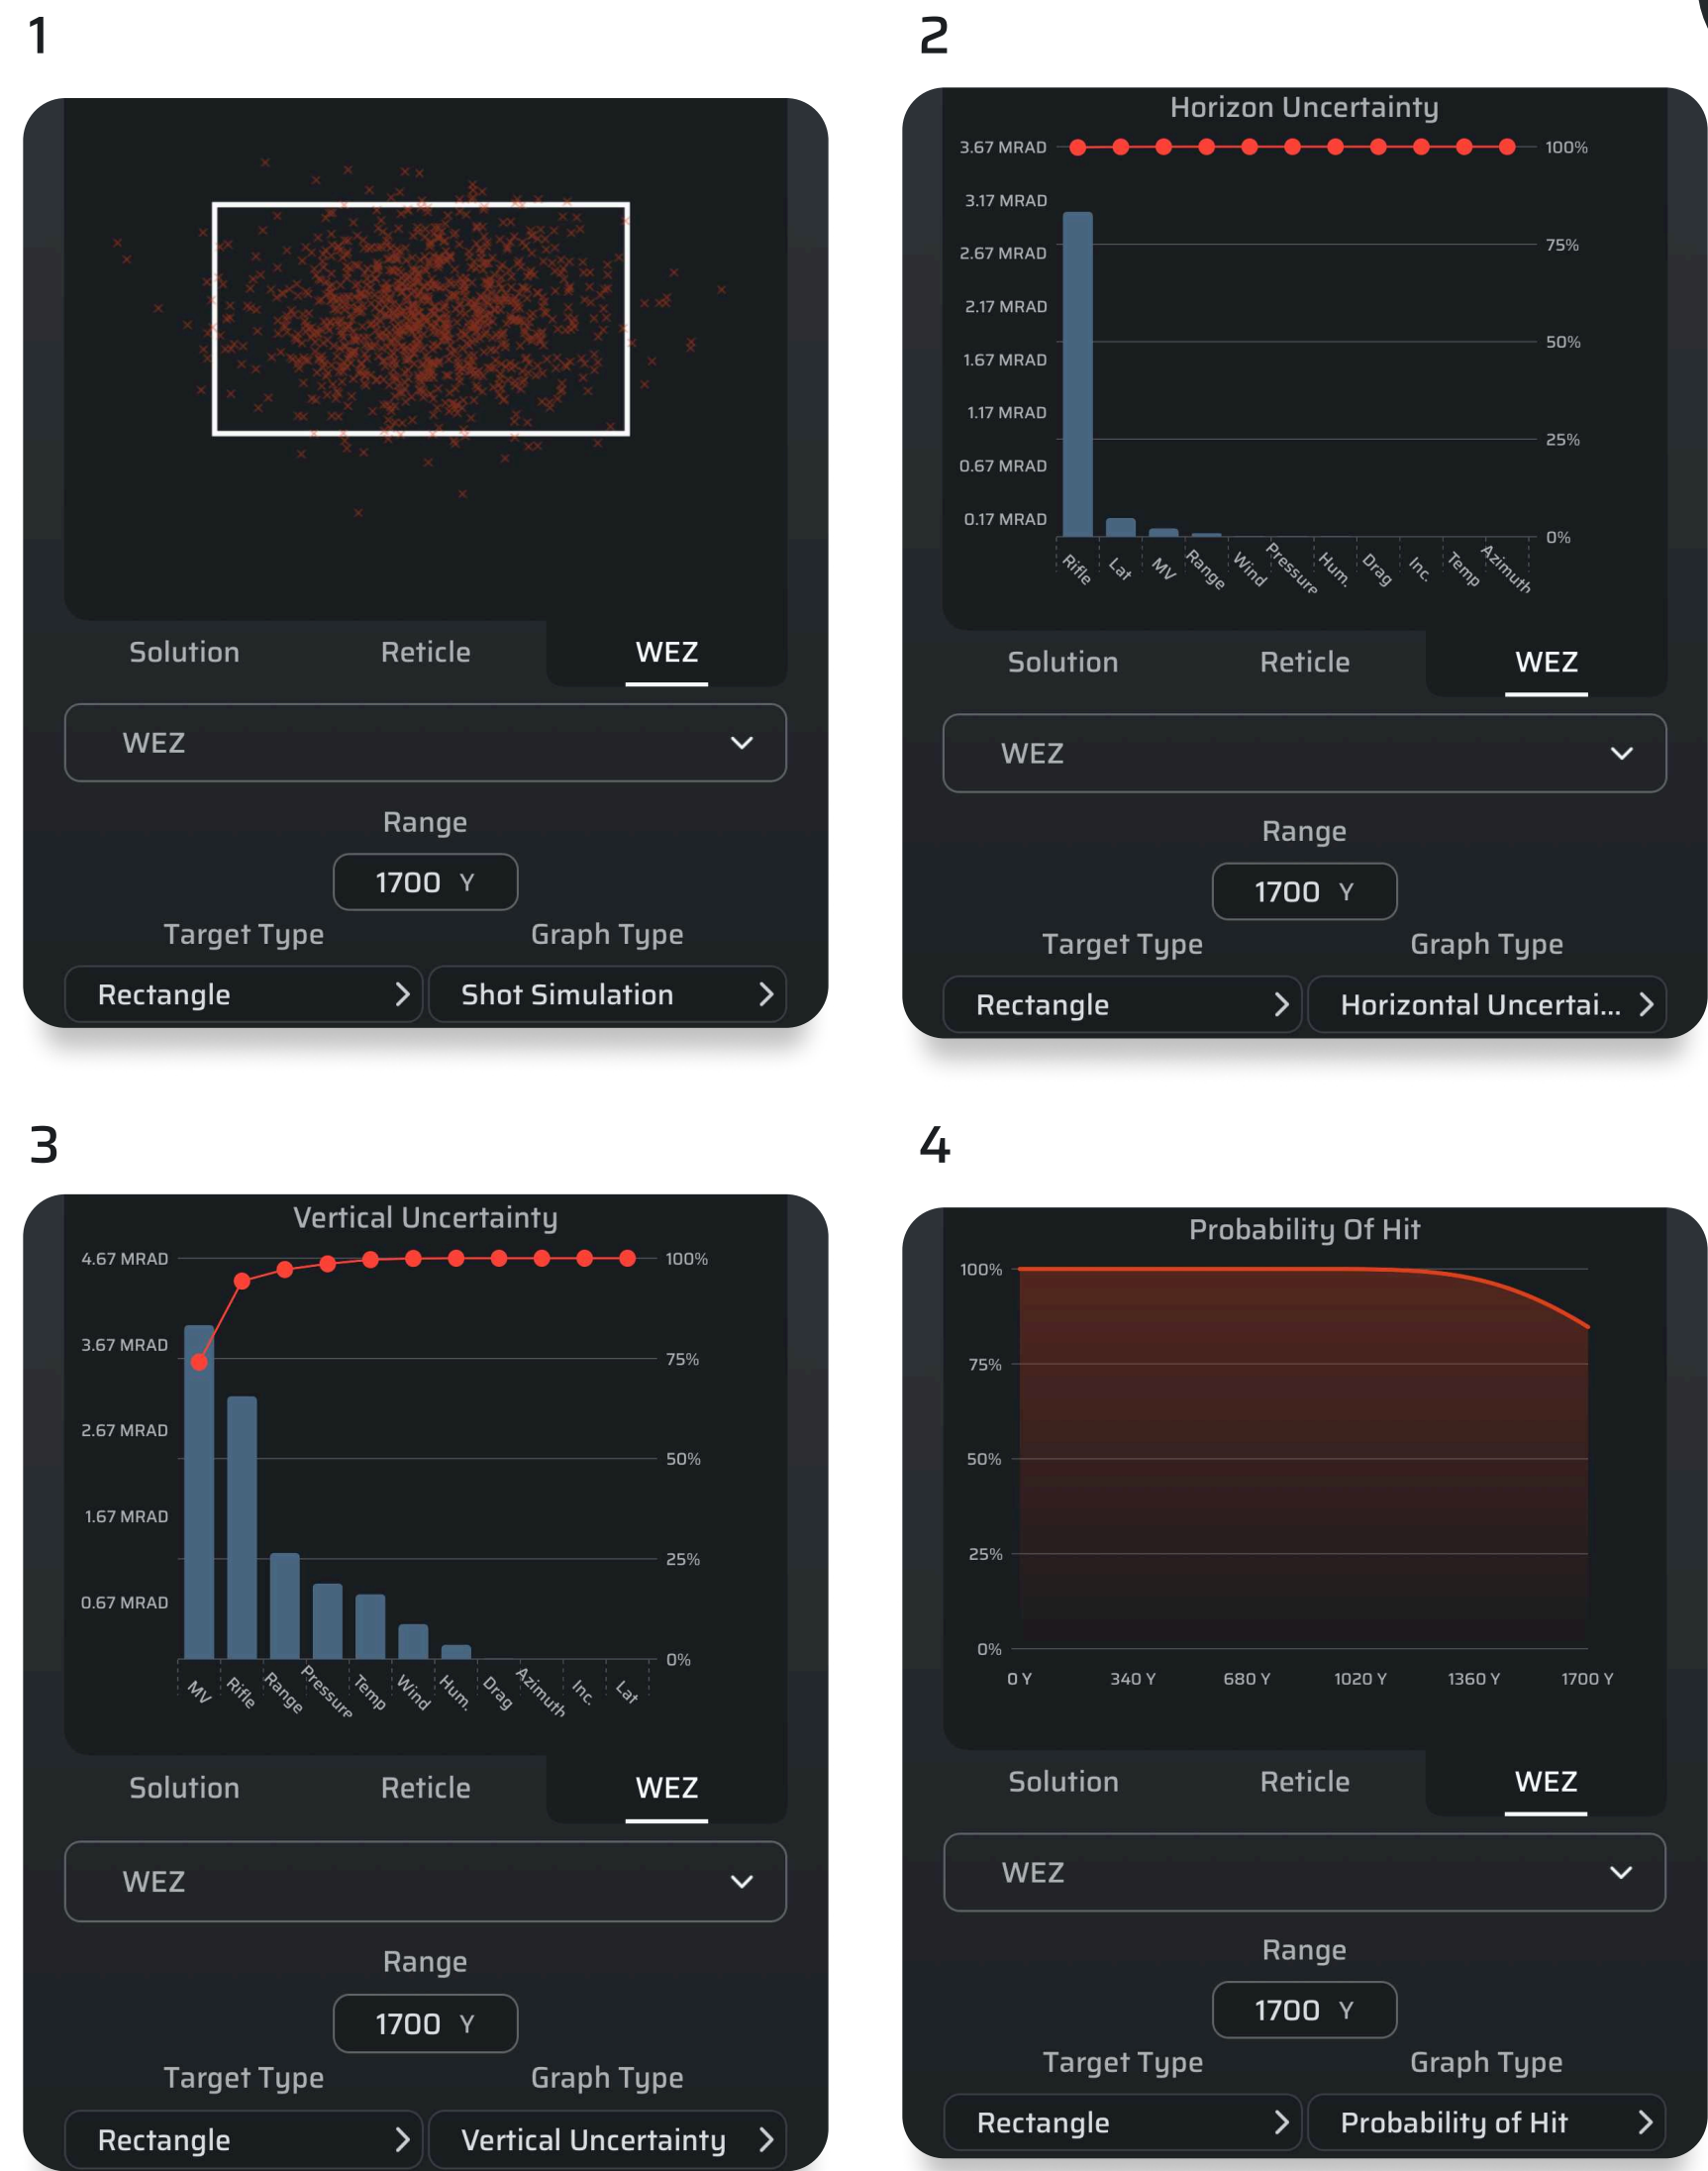 1
2
Solution Reticle WEZ
WEZ
Range
1700 Y
Target Type Graph Type
Rectangle Shot Simulation
Horizon Uncertainty
3.67 MRAD 100%
3.17 MRAD
2.67 MRAD 75%
2.17 MRAD
1.67 MRAD 50%
1.17 MRAD
0.67 MRAD 25%
0.17 MRAD
0%
Rifle Lat MV Range Wind Pressure Hum. Drag Inc. Temp Azimuth
Solution Reticle WEZ
WEZ
Range
1700 Y
Target Type Graph Type
Rectangle Horizontal Uncertai...
3
4
Vertical Uncertainty
4.67 MRAD 100%
3.67 MRAD 75%
2.67 MRAD 50%
1.67 MRAD 25%
0.67 MRAD 0%
MV Rifle Range Pressure Temp Wind Hum. Drag Azimuth Inc. Lat
Solution Reticle WEZ
WEZ
Range
1700 Y
Target Type Graph Type
Rectangle Vertical Uncertainty
Probability Of Hit
100%
75%
50%
25%
0%
0 Y 340 Y 680 Y 1020 Y 1360 Y 1700 Y
Solution Reticle WEZ
WEZ
Range
1700 Y
Target Type Graph Type
Rectangle Probability of Hit